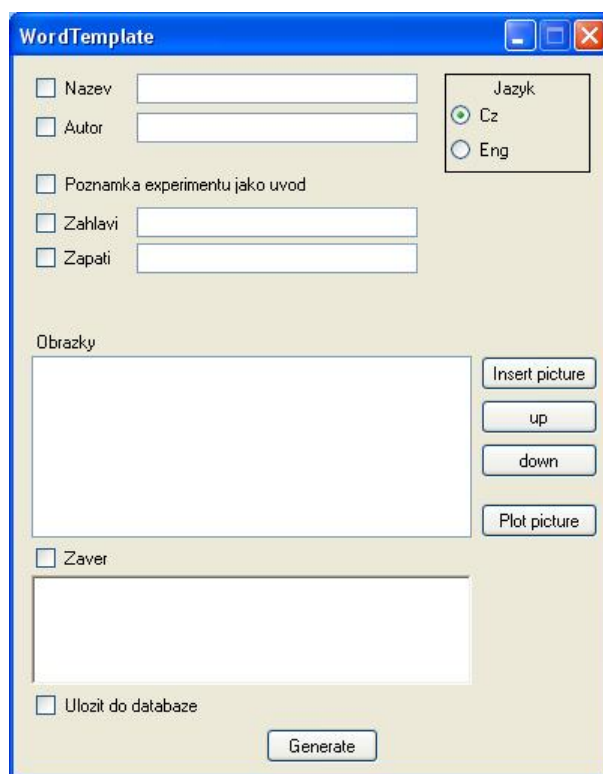 WordTemplate
Nazev
Jazyk
Cz
Autor
Eng
Poznamka experimentu jako uvod
Zahlavi
Zapati
Obrazky
Insert picture
up
down
Plot picture
Zaver
Ulozit do databaze
Generate